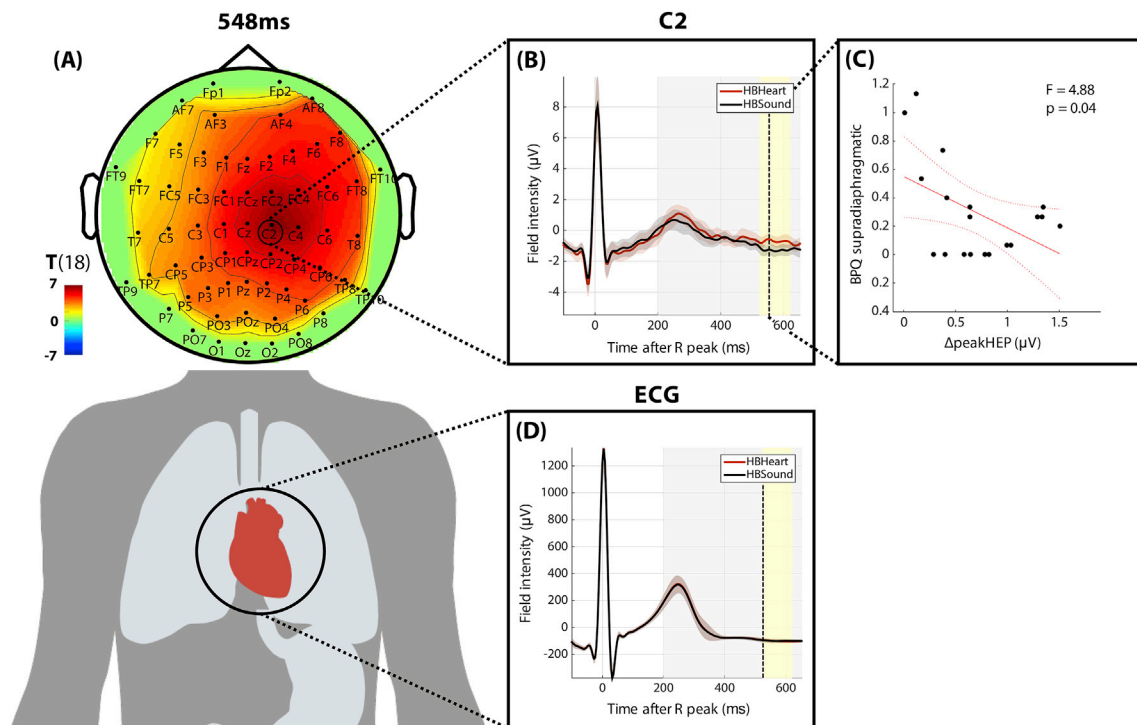 548ms
C2
(A)
Fp1 Fp2
AF7 AF8
AF3 AF4
F7 F5 F3 F1 Fz F2 F4 F6 F8
FT9 FT7 FC5 FC3 FC1 FCz FC2 FC4 FC6 FT8 FT10
T7 C5 C3 C1 Cz C2 C4 C6 T8
TP9 TP7 CP5 CP3 CP1 CPz CP2 CP4 CP6 TP8 TP10
P7 P5 P3 P1 Pz P2 P4 P6 P8
PO7 PO3 POz PO4 PO8
O1 Oz O2
T(18)
7
0
-7
(B)
HBHeart
HBSound
Field intensity (µV)
8
6
4
2
0
-2
-4
0 200 400 600
Time after R peak (ms)
(C)
F = 4.88
p = 0.04
BPQ supradiaphragmatic
1.2
1
0.8
0.6
0.4
0.2
0
0.2
0.4
0 0.5 1 1.5
ΔpeakHEP (µV)
ECG
(D)
HBHeart
HBSound
Field intensity (µV)
1200
1000
800
600
400
200
-0
-200
0 200 400 600
Time after R peak (ms)